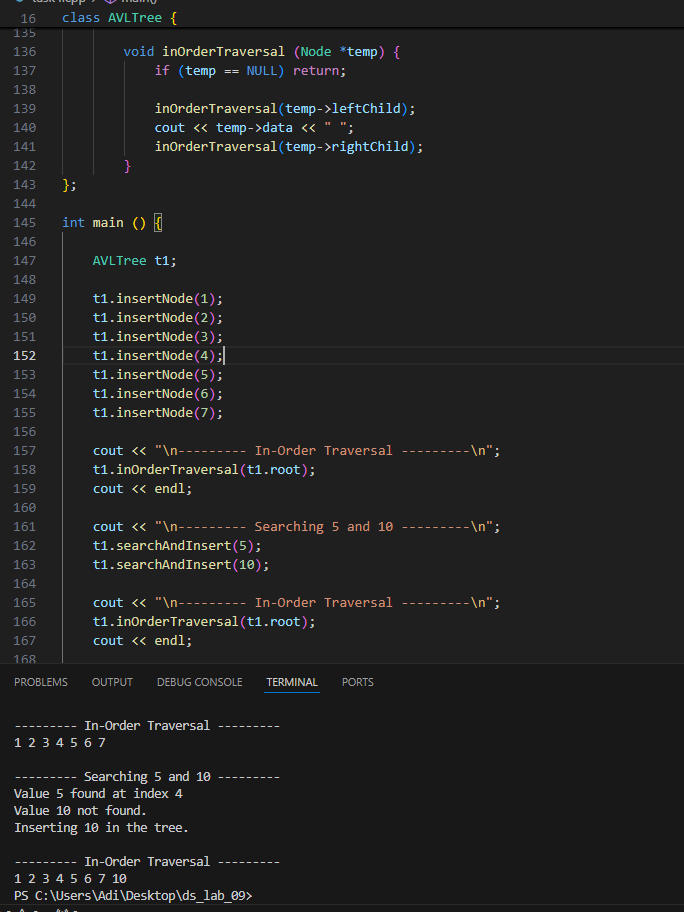 main()
16 class AVLTree {
135
136 void inOrderTraversal (Node *temp) {
137 if (temp == NULL) return;
138
139 inOrderTraversal(temp->leftChild);
140 cout << temp->data << " ";
141 inOrderTraversal(temp->rightChild);
142 }
143 };
144
145 int main () {
146
147 AVLTree t1;
148
149 t1.insertNode(1);
150 t1.insertNode(2);
151 t1.insertNode(3);
152 t1.insertNode(4);
153 t1.insertNode(5);
154 t1.insertNode(6);
155 t1.insertNode(7);
156
157 cout << "\n--------- In-Order Traversal ---------\n";
158 t1.inOrderTraversal(t1.root);
159 cout << endl;
160
161 cout << "\n--------- Searching 5 and 10 ---------\n";
162 t1.searchAndInsert(5);
163 t1.searchAndInsert(10);
164
165 cout << "\n--------- In-Order Traversal ---------\n";
166 t1.inOrderTraversal(t1.root);
167 cout << endl;
168
PROBLEMS OUTPUT DEBUG CONSOLE TERMINAL PORTS
--------- In-Order Traversal ---------
1 2 3 4 5 6 7
--------- Searching 5 and 10 ---------
Value 5 found at index 4
Value 10 not found.
Inserting 10 in the tree.
--------- In-Order Traversal ---------
1 2 3 4 5 6 7 10
PS C:\Users\Adi\Desktop\ds_lab_09>